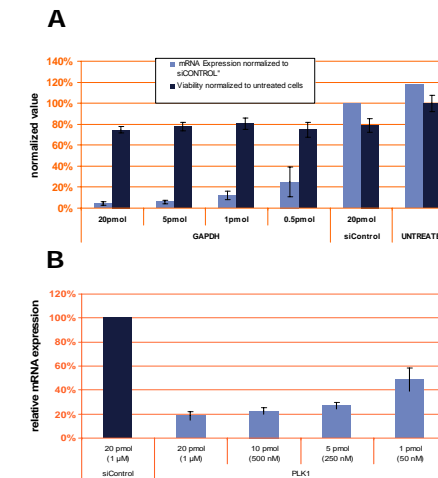 A
mRNA Expression normalized to
siCONTROL"
Viability normalized to untreated cells
normalized value
140%
120%
100%
80%
60%
40%
20%
0%
20pmol 5pmol 1pmol 0.5pmol 20pmol
GAPDH siControl UNTREATE
B
relative mRNA expression
120%
100%
80%
60%
40%
20%
0%
20 pmol 20 pmol 10 pmol 5 pmol 1 pmol
(1 µM) (1 µM) (500 nM) (250 nM) (50 nM)
siControl PLK1